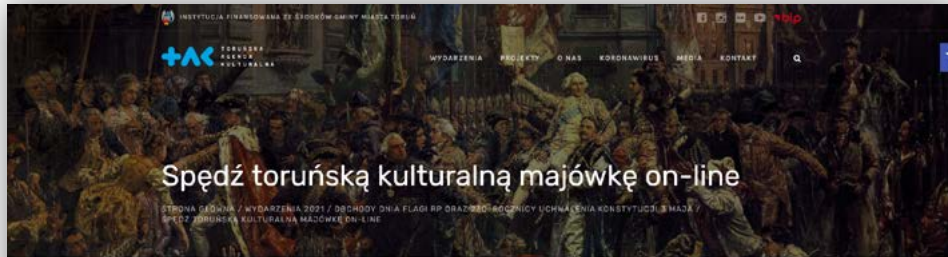 INSTYTUCJA FINANSOWANA ZE ŚRODKÓW GMINY MIASTA TORUŃ
bip
TORUŃSKA
AGENDA
KULTURALNA
WYDARZENIA PROJEKTY O NAS KORONAWIRUS MEDIA KONTAKT
Spędź toruńską kulturalną majówkę on-line
STRONA GŁÓWNA / WYDARZENIA 2021 / OBCHODY DNIA FLAGI RP ORAZ 230. ROCZNICY UCHWALENIA KONSTYTUCJI 3 MAJA /
SPĘDŹ TORUŃSKĄ KULTURALNĄ MAJÓWKĘ ON-LINE